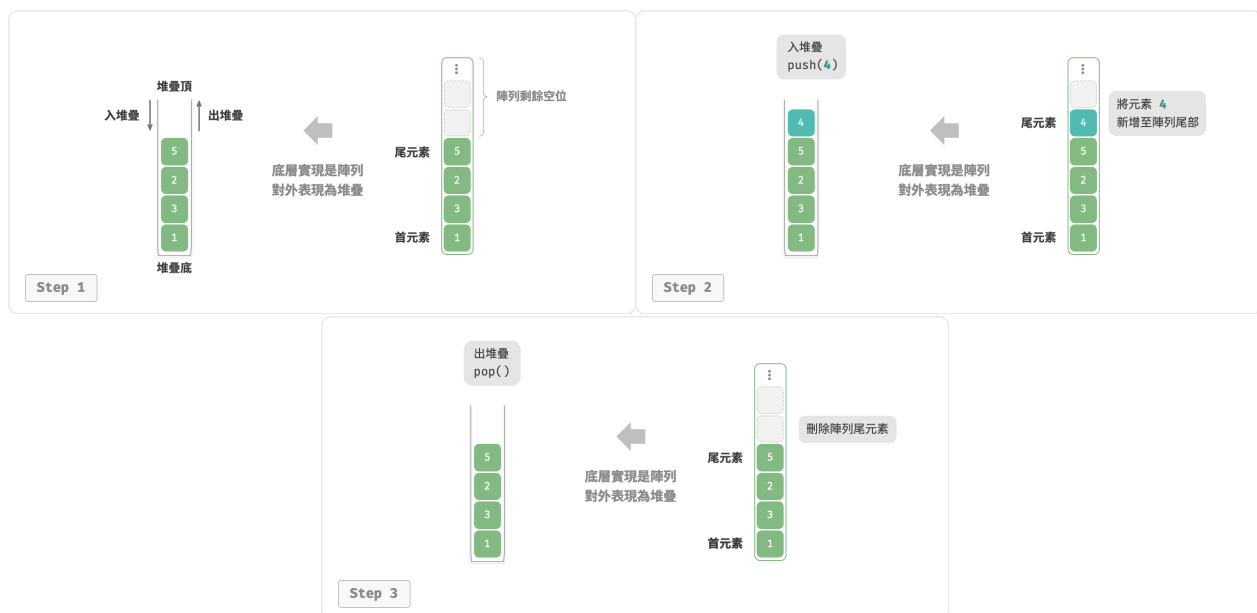 堆疊頂
入堆疊
出堆疊
5
2
3
1
堆疊底
底層實現是陣列
對外表現為堆疊
陣列剩餘空位
尾元素
5
2
3
首元素
1
Step 1
入堆疊
push(4)
4
5
2
3
1
底層實現是陣列
對外表現為堆疊
尾元素
4
5
2
3
首元素
1
將元素 4
新增至陣列尾部
Step 2
出堆疊
pop()
5
2
3
1
底層實現是陣列
對外表現為堆疊
刪除陣列尾元素
尾元素
5
2
3
首元素
1
Step 3